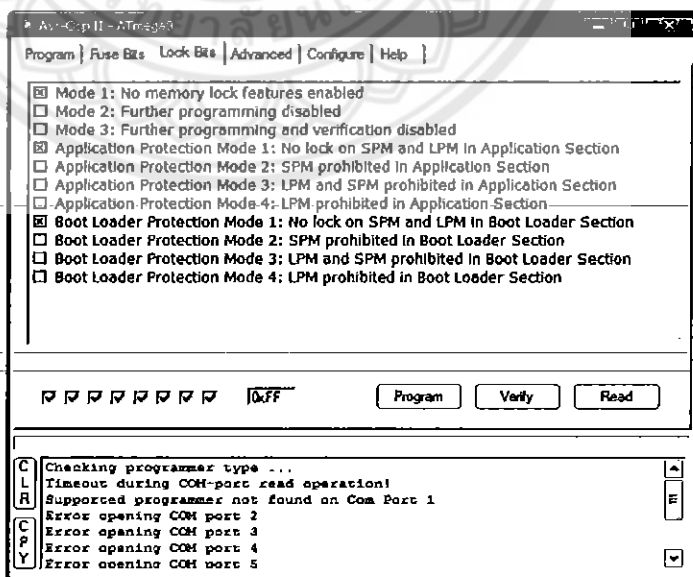 Avr-Osp II - ATmega8
Program Fuse Bits Lock Bits Advanced Configure Help
Mode 1: No memory lock features enabled
Mode 2: Further programming disabled
Mode 3: Further programming and verification disabled
Application Protection Mode 1: No lock on SPM and LPM in Application Section
Application Protection Mode 2: SPM prohibited in Application Section
Application Protection Mode 3: LPM and SPM prohibited in Application Section
Application Protection Mode 4: LPM prohibited in Application Section
Boot Loader Protection Mode 1: No lock on SPM and LPM in Boot Loader Section
Boot Loader Protection Mode 2: SPM prohibited in Boot Loader Section
Boot Loader Protection Mode 3: LPM and SPM prohibited in Boot Loader Section
Boot Loader Protection Mode 4: LPM prohibited in Boot Loader Section
0xFF Program Verify Read
CLR
CPY
Checking programmer type ...
Timeout during COM-port read operation!
Supported programmer not found on Com Port 1
Error opening COM port 2
Error opening COM port 3
Error opening COM port 4
Error opening COM port 5